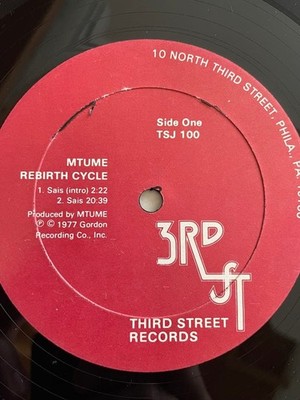 10 NORTH THIRD STREET, PHILA., PA.
Side One
TSJ 100
MTUME
REBIRTH CYCLE
1. Sais (intro) 2:22
2. Sais 20:39
Produced by MTUME
Ⓟ © 1977 Gordon
Recording Co., Inc.
3RD
ST
THIRD STREET
RECORDS